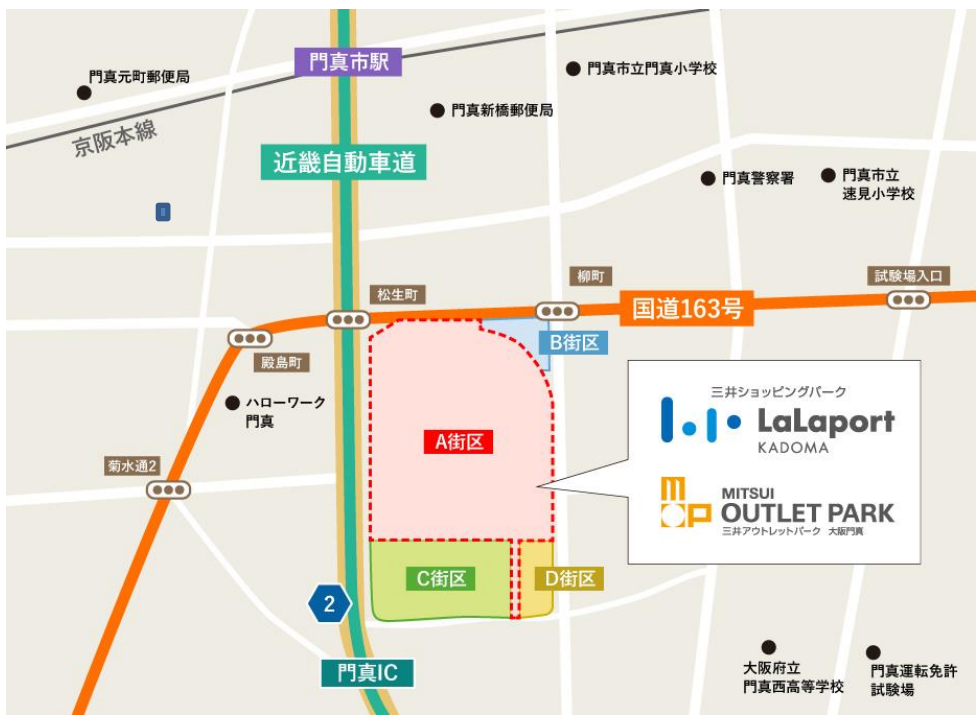 門真市駅
門真市立門真小学校
門真元町郵便局
門真新橋郵便局
京阪本線
近畿自動車道
門真警察署
門真市立
速見小学校
松生町
柳町
試験場入口
国道163号
B街区
殿島町
ハローワーク
門真
三井ショッピングパーク
LaLaport
KADOMA
A街区
菊水通2
MITSUI
OUTLET PARK
三井アウトレットパーク 大阪門真
C街区
D街区
2
門真IC
大阪府立
門真西高等学校
門真運転免許
試験場